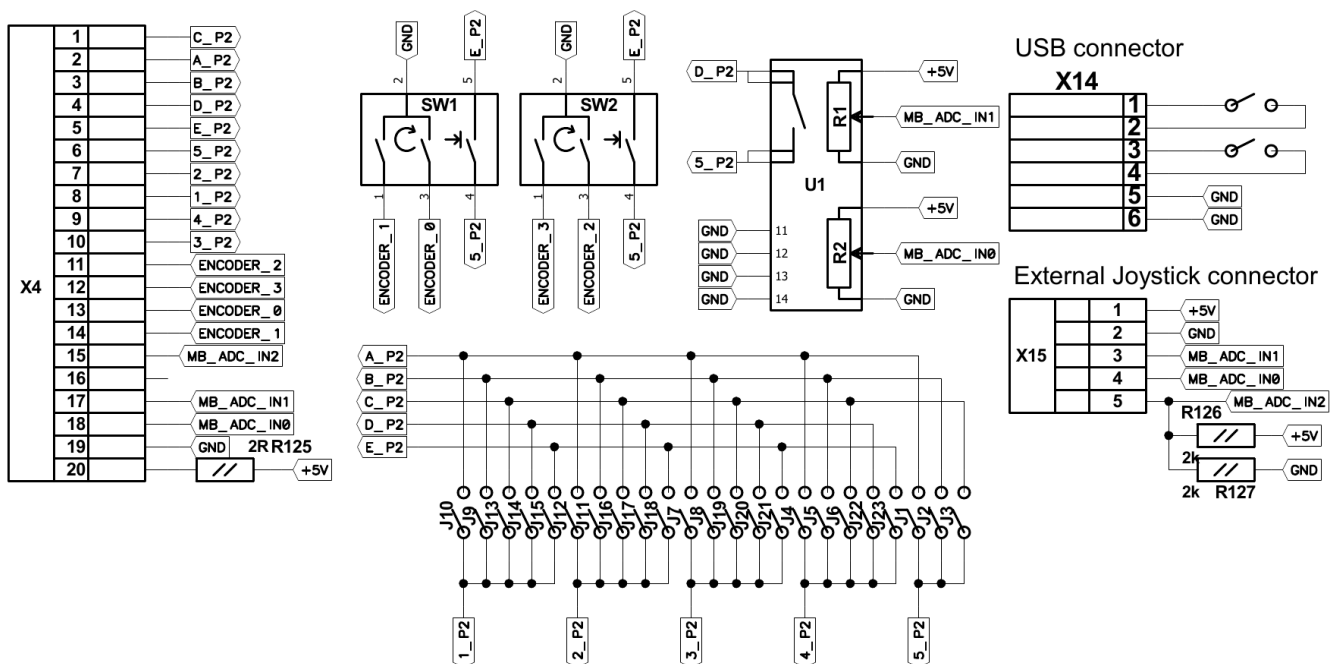 X4
1 C_P2
2 A_P2
3 B_P2
4 D_P2
5 E_P2
6 5_P2
7 2_P2
8 1_P2
9 4_P2
10 3_P2
11 ENCODER_2
12 ENCODER_3
13 ENCODER_0
14 ENCODER_1
15 MB_ADC_IN2
16
17 MB_ADC_IN1
18 MB_ADC_IN0
19 GND 2R R125
20 +5V
GND E_P2
2 5
SW1
1 3 4
ENCODER_1 ENCODER_0 5_P2
GND E_P2
2 5
SW2
1 3 4
ENCODER_3 ENCODER_2 5_P2
D_P2
5_P2
U1
R1
+5V
MB_ADC_IN1
GND
R2
+5V
MB_ADC_IN0
GND
GND 11
GND 12
GND 13
GND 14
USB connector
X14
1
2
3
4
5 GND
6 GND
External Joystick connector
X15
1 +5V
2 GND
3 MB_ADC_IN1
4 MB_ADC_IN0
5 MB_ADC_IN2
R126
+5V
2k
GND
2k R127
A_P2
B_P2
C_P2
D_P2
E_P2
J10 J9 J13 J14 J15 J12 J11 J16 J17 J18 J7 J8 J19 J20 J21 J4 J5 J6 J22 J23 J1 J2 J3
1_P2 2_P2 3_P2 4_P2 5_P2